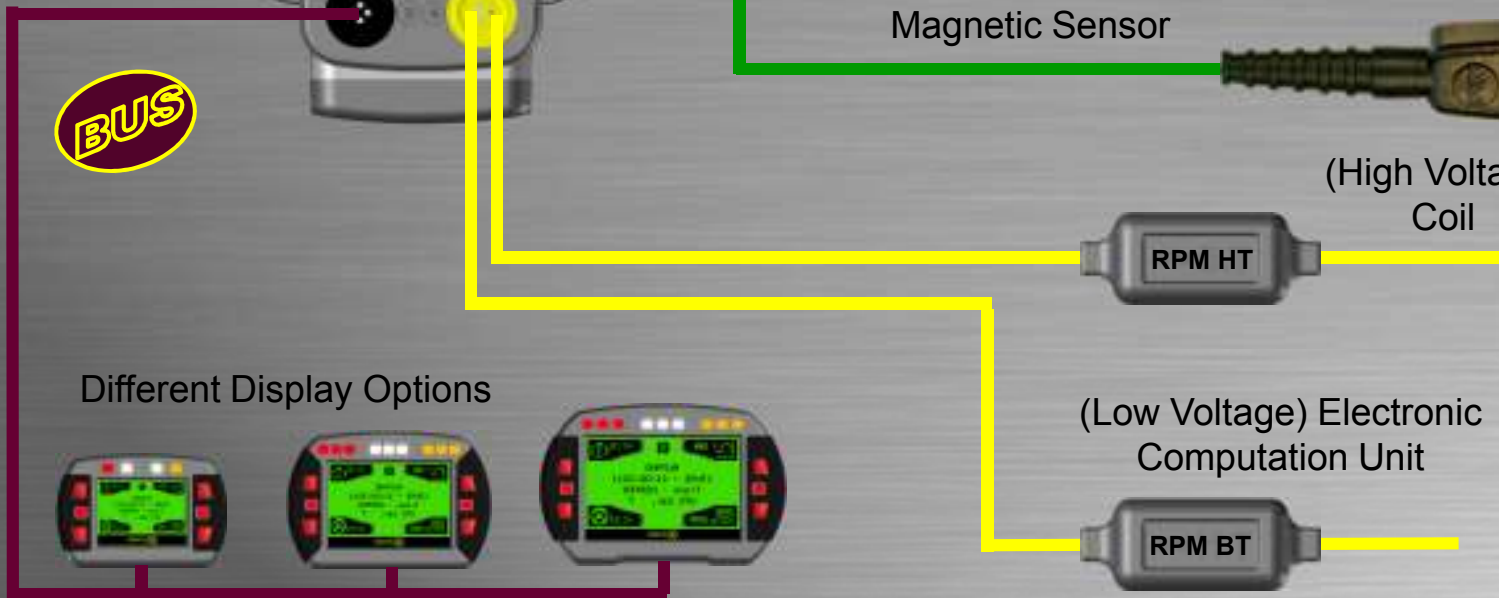 Magnetic Sensor
BUS
(High Volta
Coil
RPM HT
Different Display Options
(Low Voltage) Electronic
Computation Unit
RPM BT